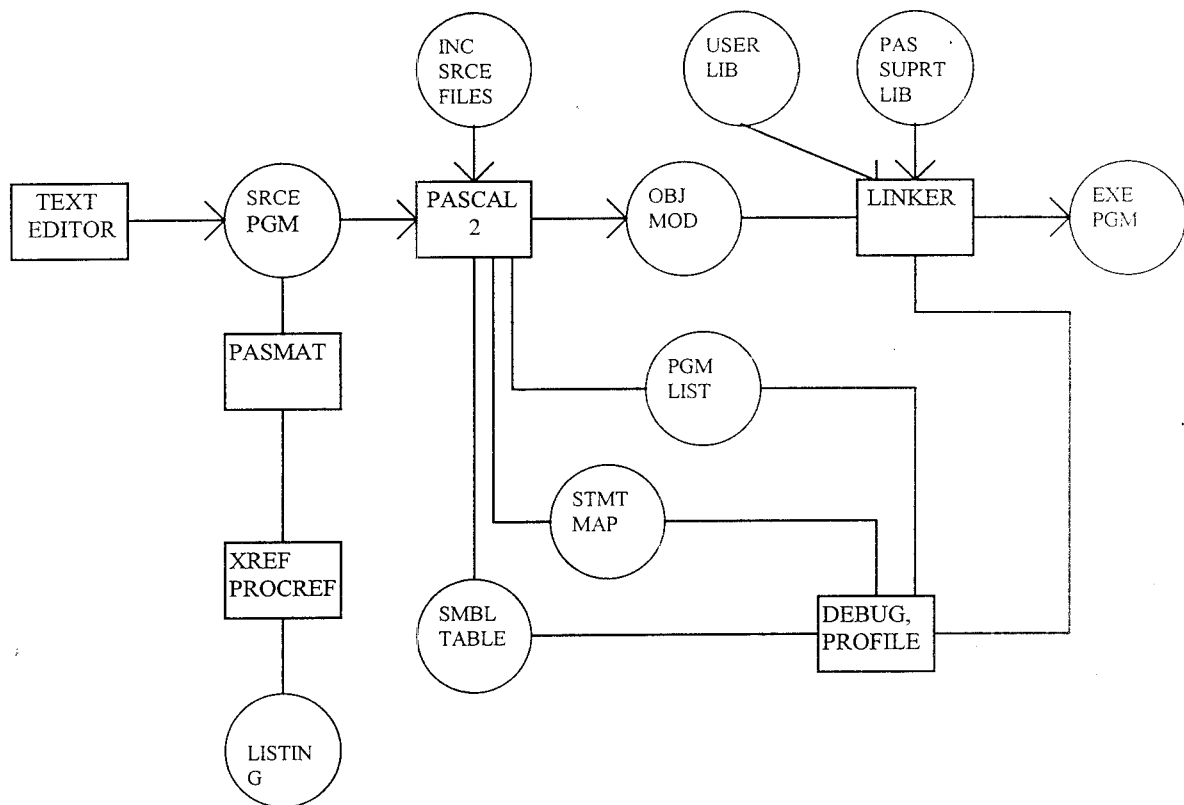 INC
SRCE
FILES
USER
LIB
PAS
SUPRT
LIB
TEXT
EDITOR
SRCE
PGM
PASCAL
2
OBJ
MOD
LINKER
EXE
PGM
PASMAT
PGM
LIST
STMT
MAP
XREF
PROCREF
SMBL
TABLE
DEBUG,
PROFILE
LISTIN
G